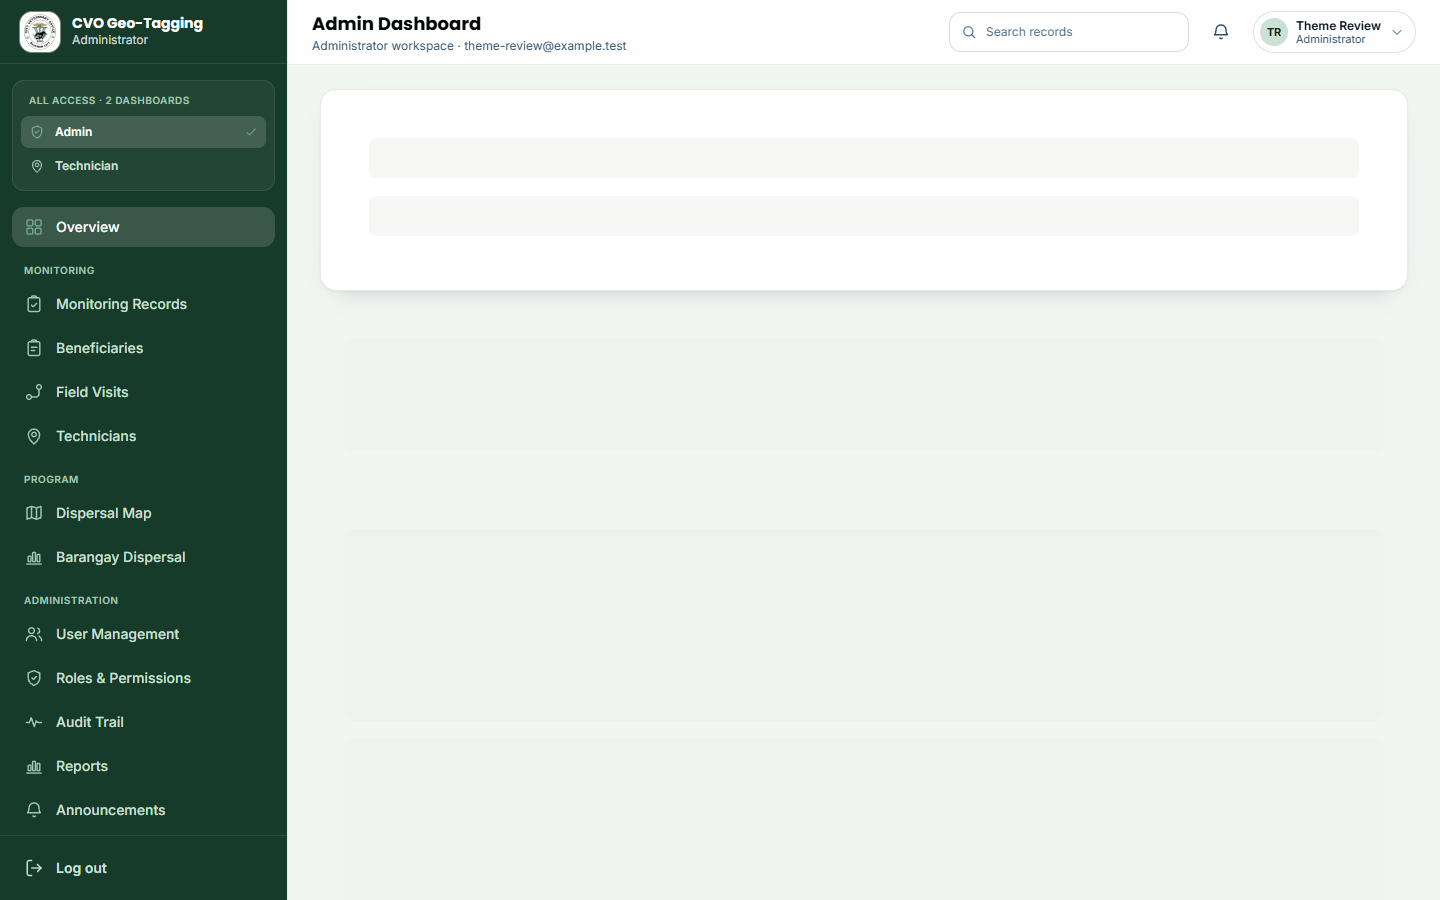 CVO Geo-Tagging
Administrator
ALL ACCESS · 2 DASHBOARDS
Admin
Technician
Overview
MONITORING
Monitoring Records
Beneficiaries
Field Visits
Technicians
PROGRAM
Dispersal Map
Barangay Dispersal
ADMINISTRATION
User Management
Roles & Permissions
Audit Trail
Reports
Announcements
Log out
Admin Dashboard
Administrator workspace · theme-review@example.test
Search records
TR
Theme Review
Administrator